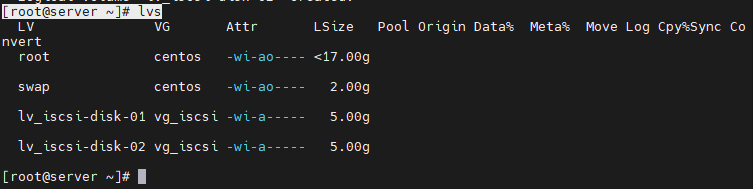 [root@server ~]# lvs
  LV               VG       Attr       LSize   Pool Origin Data%  Meta%  Move Log Cpy%Sync Co
nvert
  root             centos   -wi-ao---- <17.00g
  swap             centos   -wi-ao----   2.00g
  lv_iscsi-disk-01 vg_iscsi -wi-a-----   5.00g
  lv_iscsi-disk-02 vg_iscsi -wi-a-----   5.00g
[root@server ~]#